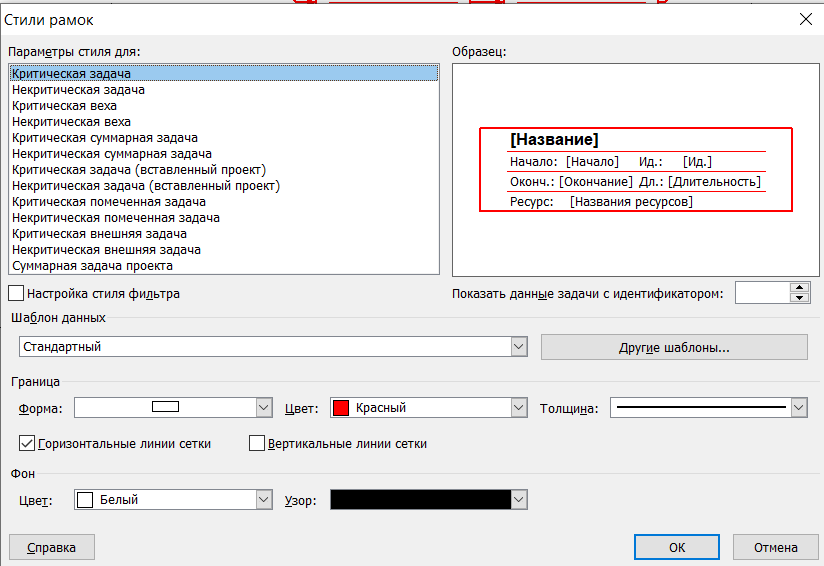 Стили рамок
Параметры стиля для:
Образец:
Критическая задача
Некритическая задача
Критическая веха
Некритическая веха
Критическая суммарная задача
Некритическая суммарная задача
Критическая задача (вставленный проект)
Некритическая задача (вставленный проект)
Критическая помеченная задача
Некритическая помеченная задача
Критическая внешняя задача
Некритическая внешняя задача
Суммарная задача проекта
[Название]
Начало: [Начало] Ид.: [Ид.]
Оконч.: [Окончание] Дл.: [Длительность]
Ресурс: [Названия ресурсов]
Настройка стиля фильтра
Показать данные задачи с идентификатором:
Шаблон данных
Стандартный
Другие шаблоны...
Граница
Форма: Цвет: Красный Толщина:
Горизонтальные линии сетки Вертикальные линии сетки
Фон
Цвет: Белый Узор:
Справка ОК Отмена